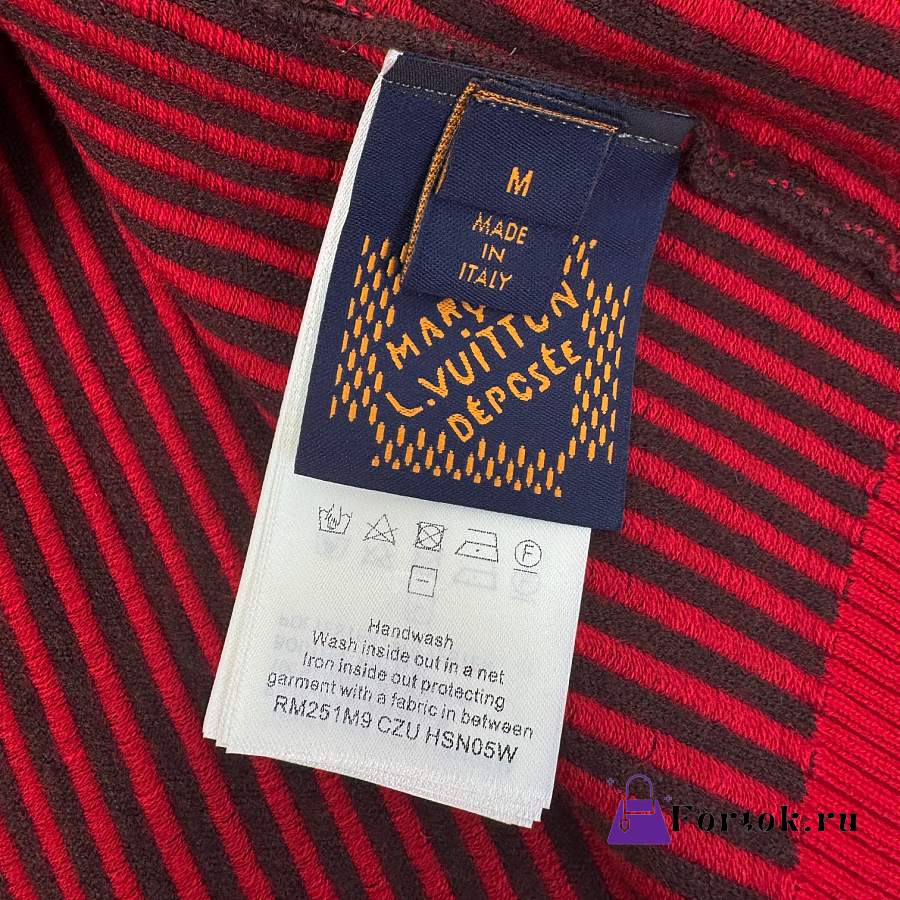 M
MADE
IN
ITALY
L.VUITTON
DÉPOSÉE
F
Handwash
Wash inside out in a net
Iron inside out protecting
garment with a fabric in between
RM251M9 CZU HSN05W
Fortok.ru